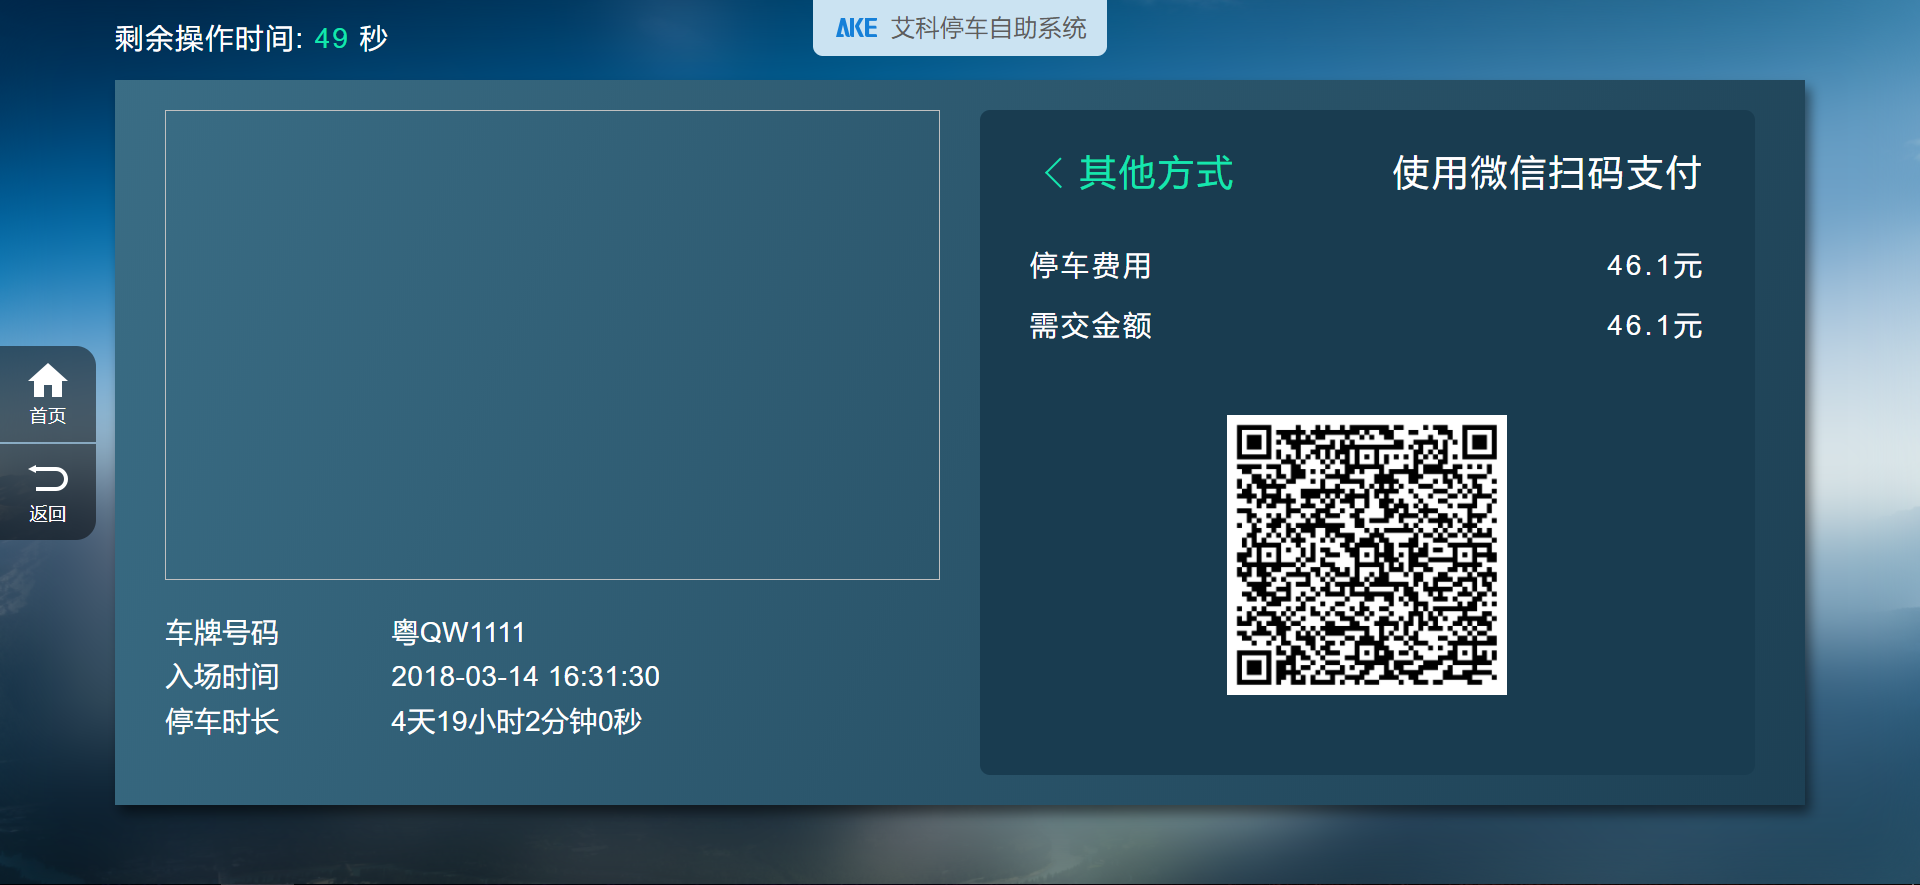 剩余操作时间: 49 秒
AKE 艾科停车自助系统
首页
返回
车牌号码 粤QW1111
入场时间 2018-03-14 16:31:30
停车时长 4天19小时2分钟0秒
其他方式 使用微信扫码支付
停车费用 46.1元
需交金额 46.1元